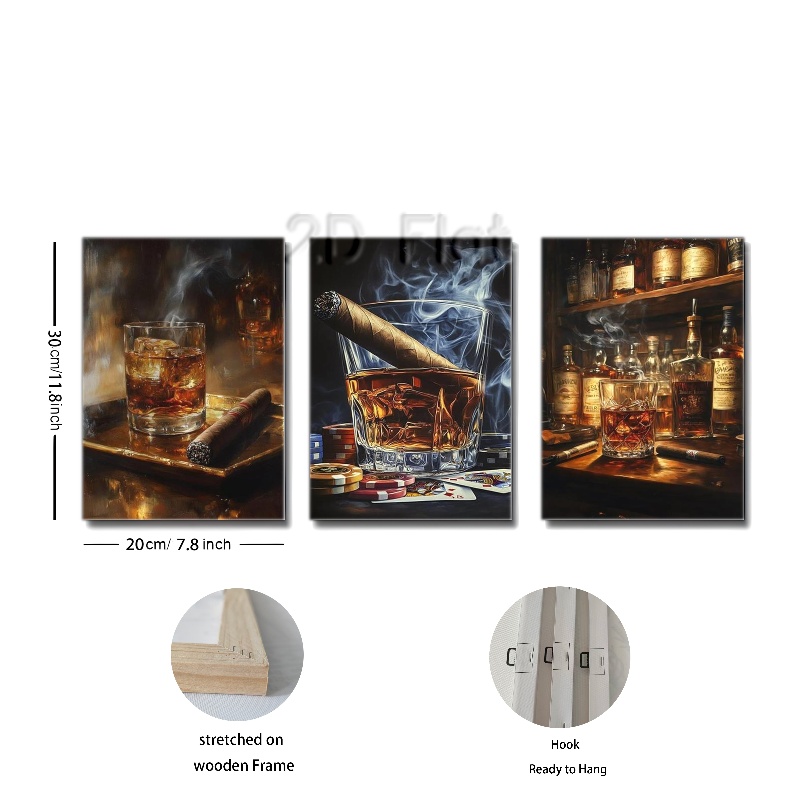 2D Flat
30cm/11.8inch
20cm/ 7.8 inch
stretched on
wooden Frame
Hook
Ready to Hang